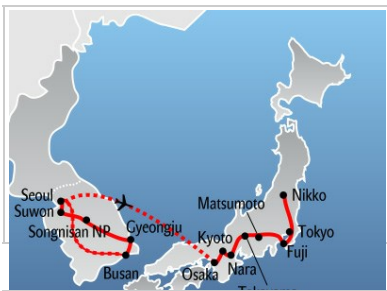 Nikko
Seoul
Matsumoto
Suwon
Songnisan NP
Gyeongju
Kyoto
Tokyo
Fuji
Busan
Osaka
Nara